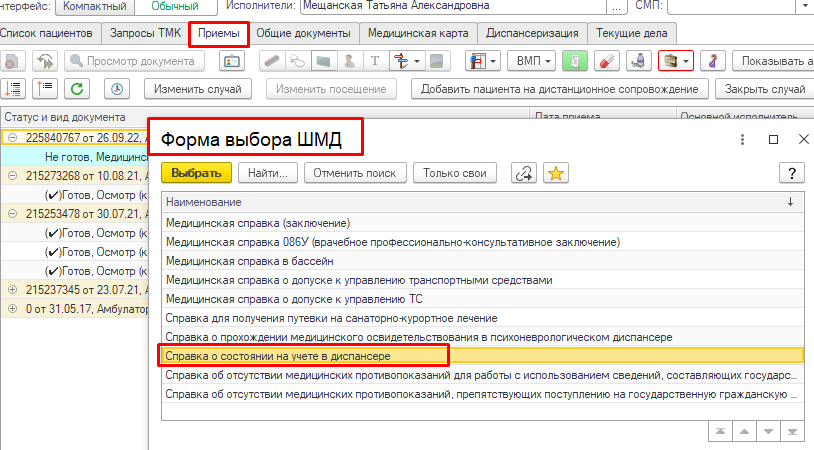 нтерфейс: Компактный Обычный Исполнители: Мещанская Татьяна Александровна ... СМП:
Список пациентов Запросы ТМК Приемы Общие документы Медицинская карта Диспансеризация Текущие дела
Просмотр документа Т ВМП Показывать а
Изменить случай Изменить посещение Добавить пациента на дистанционное сопровождение Закрыть случай
Статус и вид документа Дата приема Основной исполнитель
225840767 от 26.09.22, Ам
Не готов, Медицинск
215273268 от 10.08.21, Амб
(✔)Готов, Осмотр (к
215253478 от 30.07.21, Амб
(✔)Готов, Осмотр (к
(✔)Готов, Осмотр (к
(✔)Готов, Осмотр (к
215237345 от 23.07.21, Амб
0 от 31.05.17, Амбулатор
Форма выбора ШМД
Выбрать Найти... Отменить поиск Только свои ?
Наименование ↓
Медицинская справка (заключение)
Медицинская справка 086У (врачебное профессионально-консультативное заключение)
Медицинская справка в бассейн
Медицинская справка о допуске к управлению транспортными средствами
Медицинская справка о допуске к управлению ТС
Справка для получения путевки на санаторно-курортное лечение
Справка о прохождении медицинского освидетельствования в психоневрологическом диспансере
Справка о состоянии на учете в диспансере
Справка об отсутствии медицинских противопоказаний для работы с использованием сведений, составляющих государс...
Справка об отсутствии медицинских противопоказаний, препятствующих поступлению на государственную гражданскую ...